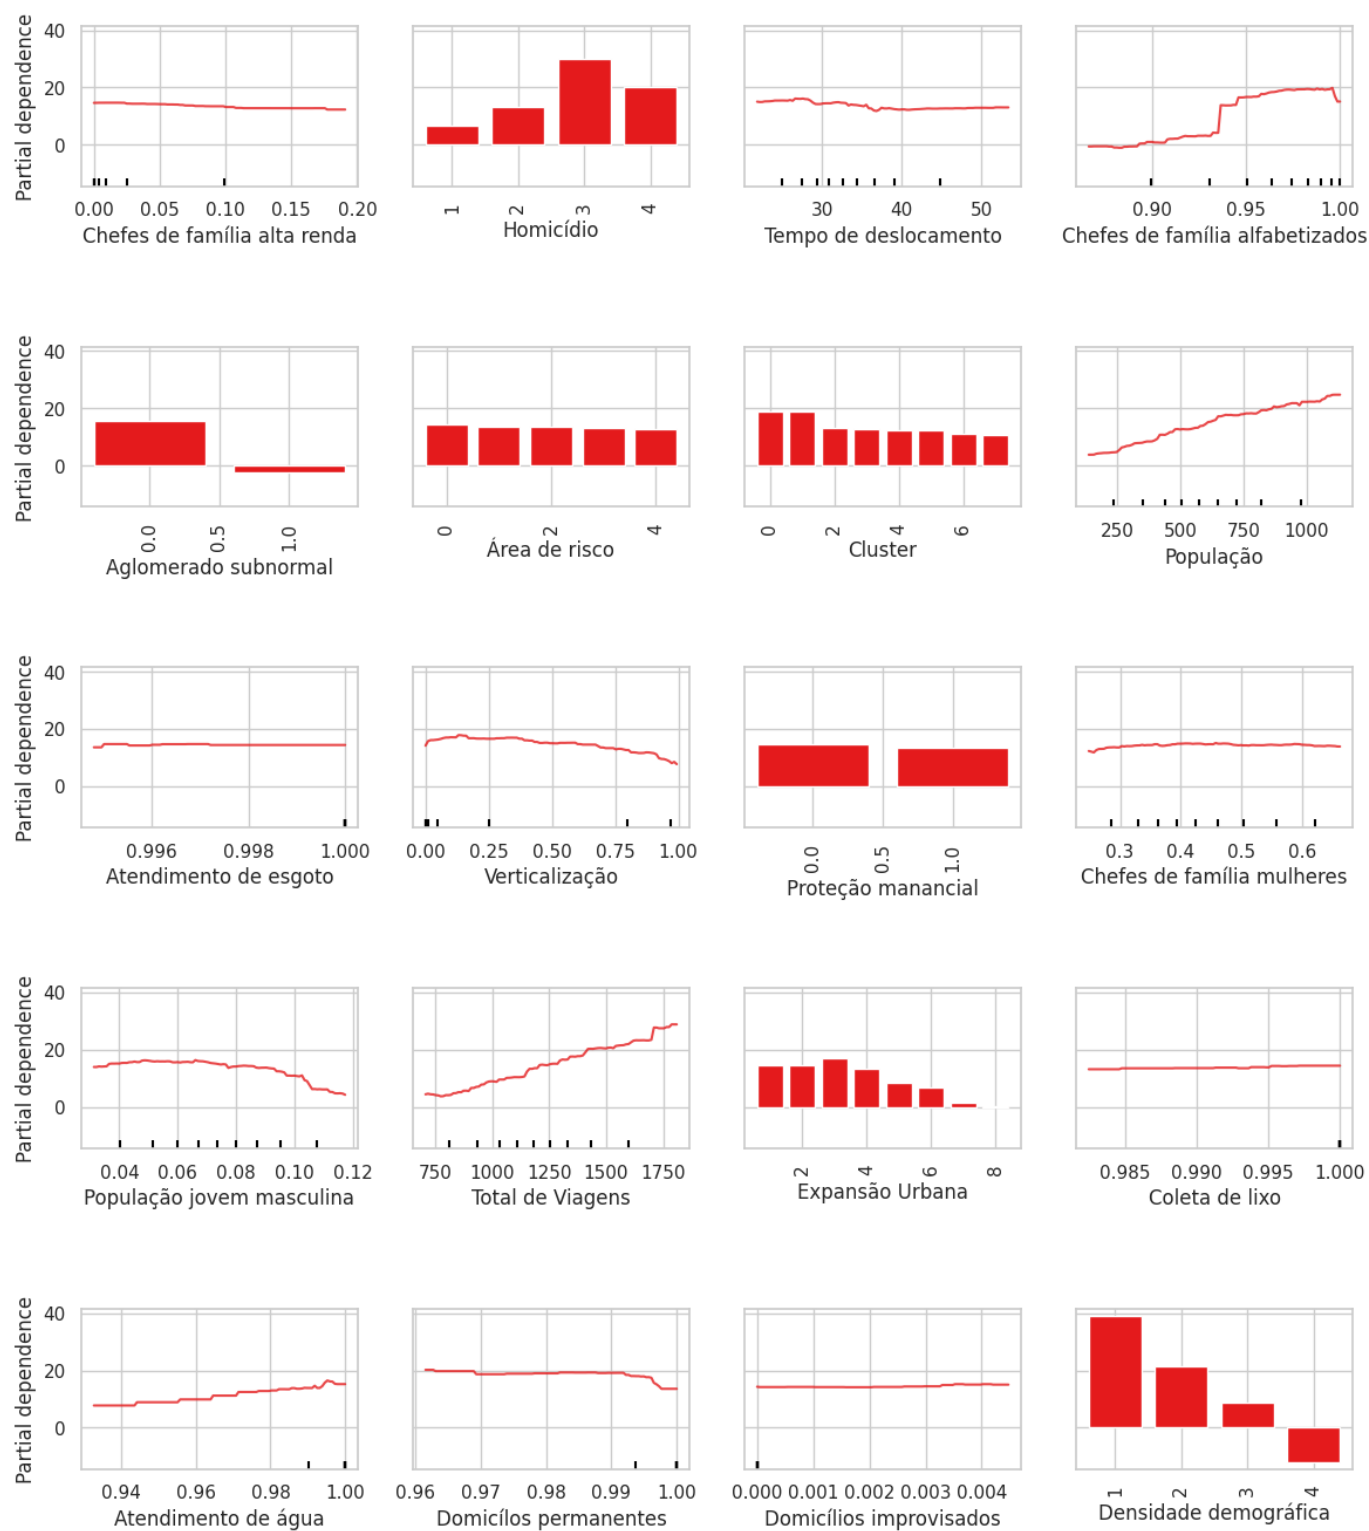 Partial dependence
40
20
0
0.00 0.05 0.10 0.15 0.20
Chefes de família alta renda
1 2 3 4
Homicídio
30 40 50
Tempo de deslocamento
0.90 0.95 1.00
Chefes de família alfabetizados
Partial dependence
40
20
0
0.0 0.5 1.0
Aglomerado subnormal
0 2 4
Área de risco
0 2 4 6
Cluster
250 500 750 1000
População
Partial dependence
40
20
0
0.996 0.998 1.000
Atendimento de esgoto
0.00 0.25 0.50 0.75 1.00
Verticalização
0.0 0.5 1.0
Proteção manancial
0.3 0.4 0.5 0.6
Chefes de família mulheres
Partial dependence
40
20
0
0.04 0.06 0.08 0.10 0.12
População jovem masculina
750 1000 1250 1500 1750
Total de Viagens
2 4 6 8
Expansão Urbana
0.985 0.990 0.995 1.000
Coleta de lixo
Partial dependence
40
20
0
0.94 0.96 0.98 1.00
Atendimento de água
0.96 0.97 0.98 0.99 1.00
Domicílos permanentes
0.000 0.001 0.002 0.003 0.004
Domicílios improvisados
1 2 3 4
Densidade demográfica